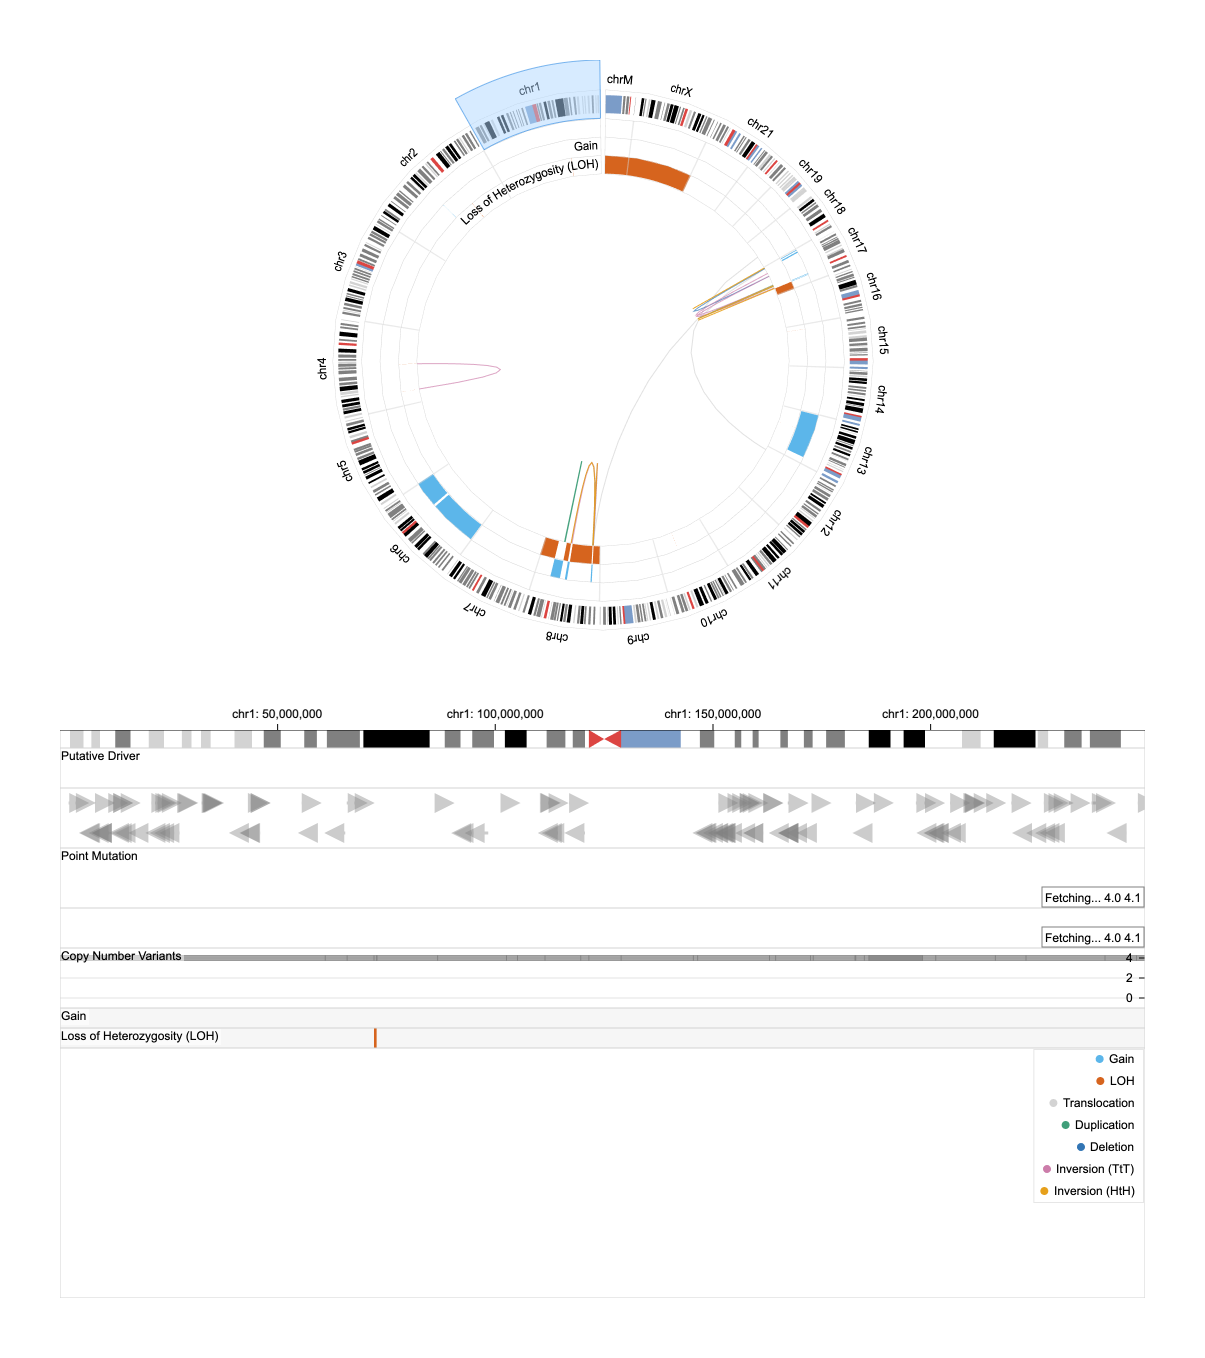 chrM
chrX
chr1
chr21
chr2
chr19
Gain
Loss of Heterozygosity (LOH)
chr18
chr17
chr3
chr16
chr15
chr4
chr14
chr13
chr5
chr12
chr6
chr11
chr7
chr10
chr8
chr9
chr1: 50,000,000 chr1: 100,000,000 chr1: 150,000,000 chr1: 200,000,000
Putative Driver
Point Mutation
Fetching... 4.0 4.1
Fetching... 4.0 4.1
Copy Number Variants
4
2
0
Gain
Loss of Heterozygosity (LOH)
Gain
LOH
Translocation
Duplication
Deletion
Inversion (TtT)
Inversion (HtH)